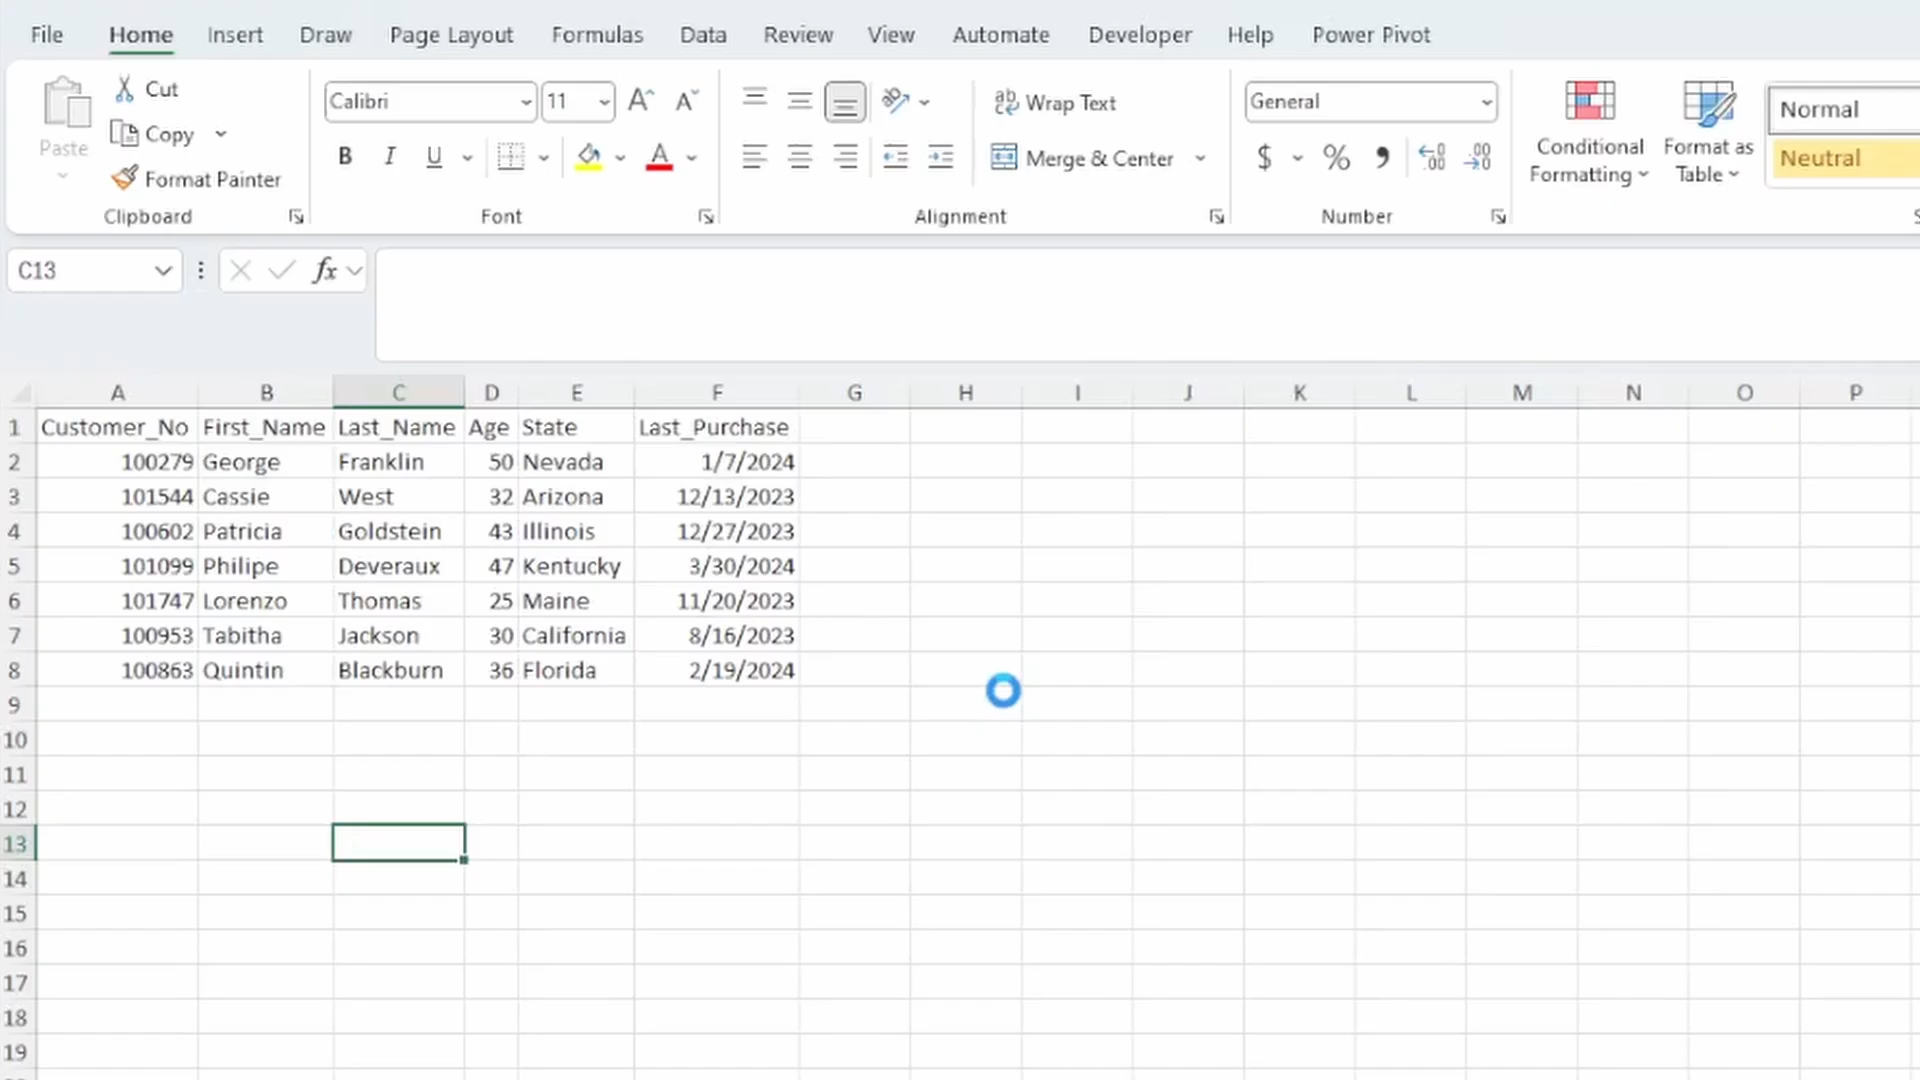 File Home Insert Draw Page Layout Formulas Data Review View Automate Developer Help Power Pivot
Paste Cut Copy Format Painter
Clipboard
Calibri 11
B I U A
Font
ab Wrap Text
Merge & Center
Alignment
General
$ % 9 .00 .00
Number
Conditional Formatting
Format as Table
Normal
Neutral
C13 fx
A B C D E F G H I J K L M N O P
1 Customer_No First_Name Last_Name Age State Last_Purchase
2 100279 George Franklin 50 Nevada 1/7/2024
3 101544 Cassie West 32 Arizona 12/13/2023
4 100602 Patricia Goldstein 43 Illinois 12/27/2023
5 101099 Philipe Deveraux 47 Kentucky 3/30/2024
6 101747 Lorenzo Thomas 25 Maine 11/20/2023
7 100953 Tabitha Jackson 30 California 8/16/2023
8 100863 Quintin Blackburn 36 Florida 2/19/2024
9
10
11
12
13
14
15
16
17
18
19